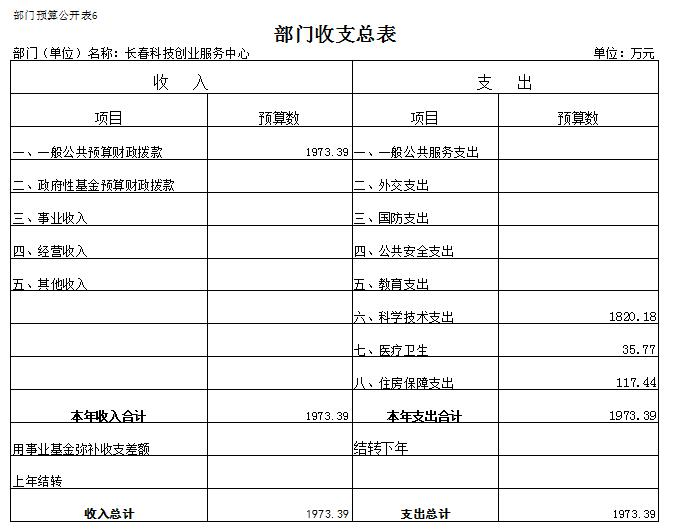 部门预算公开表6
部门收支总表
部门（单位）名称：长春科技创业服务中心 单位：万元
收 入 支 出
项目 预算数 项目 预算数
一、一般公共预算财政拨款 1973.39 一、一般公共服务支出
二、政府性基金预算财政拨款 二、外交支出
三、事业收入 三、国防支出
四、经营收入 四、公共安全支出
五、其他收入 五、教育支出
六、科学技术支出 1820.18
七、医疗卫生 35.77
八、住房保障支出 117.44
本年收入合计 1973.39 本年支出合计 1973.39
用事业基金弥补收支差额 结转下年
上年结转
收入总计 1973.39 支出总计 1973.39